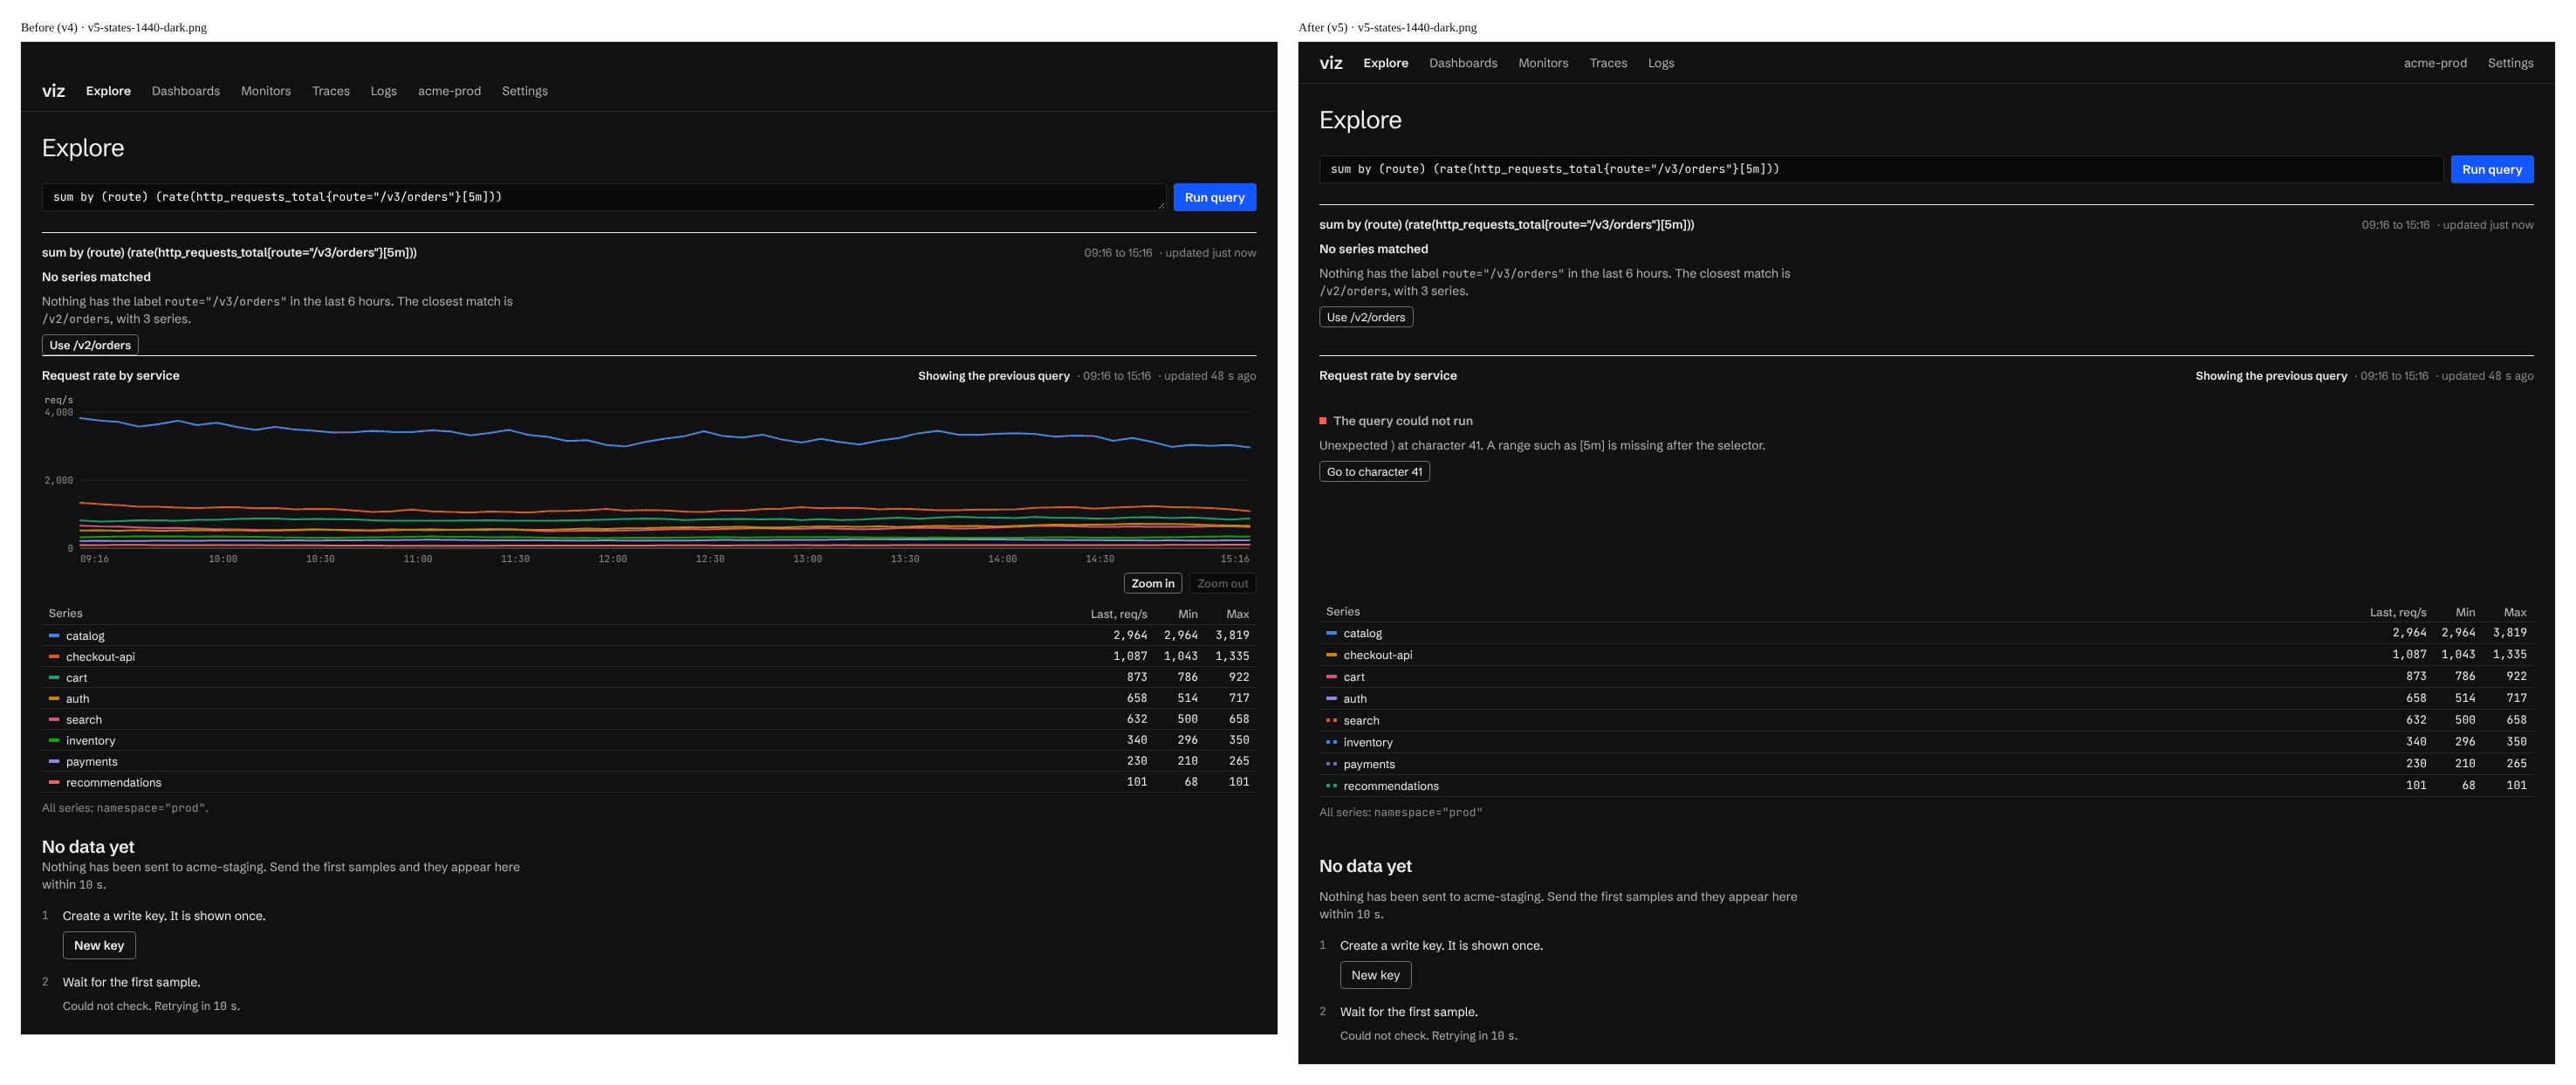 Before (v4) · v5-states-1440-dark.png
viz Explore Dashboards Monitors Traces Logs acme-prod Settings
Explore
sum by (route) (rate(http_requests_total{route="/v3/orders"}[5m]))
Run query
sum by (route) (rate(http_requests_total{route="/v3/orders"}[5m]))
09:16 to 15:16 · updated just now
No series matched
Nothing has the label route="/v3/orders" in the last 6 hours. The closest match is
/v2/orders, with 3 series.
Use /v2/orders
Request rate by service
Showing the previous query · 09:16 to 15:16 · updated 48 s ago
req/s
4,000
2,000
0
09:16 10:00 10:30 11:00 11:30 12:00 12:30 13:00 13:30 14:00 14:30 15:16
Zoom in Zoom out
Series Last, req/s Min Max
catalog 2,964 2,964 3,819
checkout-api 1,087 1,043 1,335
cart 873 786 922
auth 658 514 717
search 632 500 658
inventory 340 296 350
payments 230 210 265
recommendations 101 68 101
All series: namespace="prod".
No data yet
Nothing has been sent to acme-staging. Send the first samples and they appear here
within 10 s.
1 Create a write key. It is shown once.
New key
2 Wait for the first sample.
Could not check. Retrying in 10 s.
After (v5) · v5-states-1440-dark.png
viz Explore Dashboards Monitors Traces Logs acme-prod Settings
Explore
sum by (route) (rate(http_requests_total{route="/v3/orders"}[5m]))
Run query
sum by (route) (rate(http_requests_total{route="/v3/orders"}[5m]))
09:16 to 15:16 · updated just now
No series matched
Nothing has the label route="/v3/orders" in the last 6 hours. The closest match is
/v2/orders, with 3 series.
Use /v2/orders
Request rate by service
Showing the previous query · 09:16 to 15:16 · updated 48 s ago
The query could not run
Unexpected ) at character 41. A range such as [5m] is missing after the selector.
Go to character 41
Series Last, req/s Min Max
catalog 2,964 2,964 3,819
checkout-api 1,087 1,043 1,335
cart 873 786 922
auth 658 514 717
search 632 500 658
inventory 340 296 350
payments 230 210 265
recommendations 101 68 101
All series: namespace="prod"
No data yet
Nothing has been sent to acme-staging. Send the first samples and they appear here
within 10 s.
1 Create a write key. It is shown once.
New key
2 Wait for the first sample.
Could not check. Retrying in 10 s.